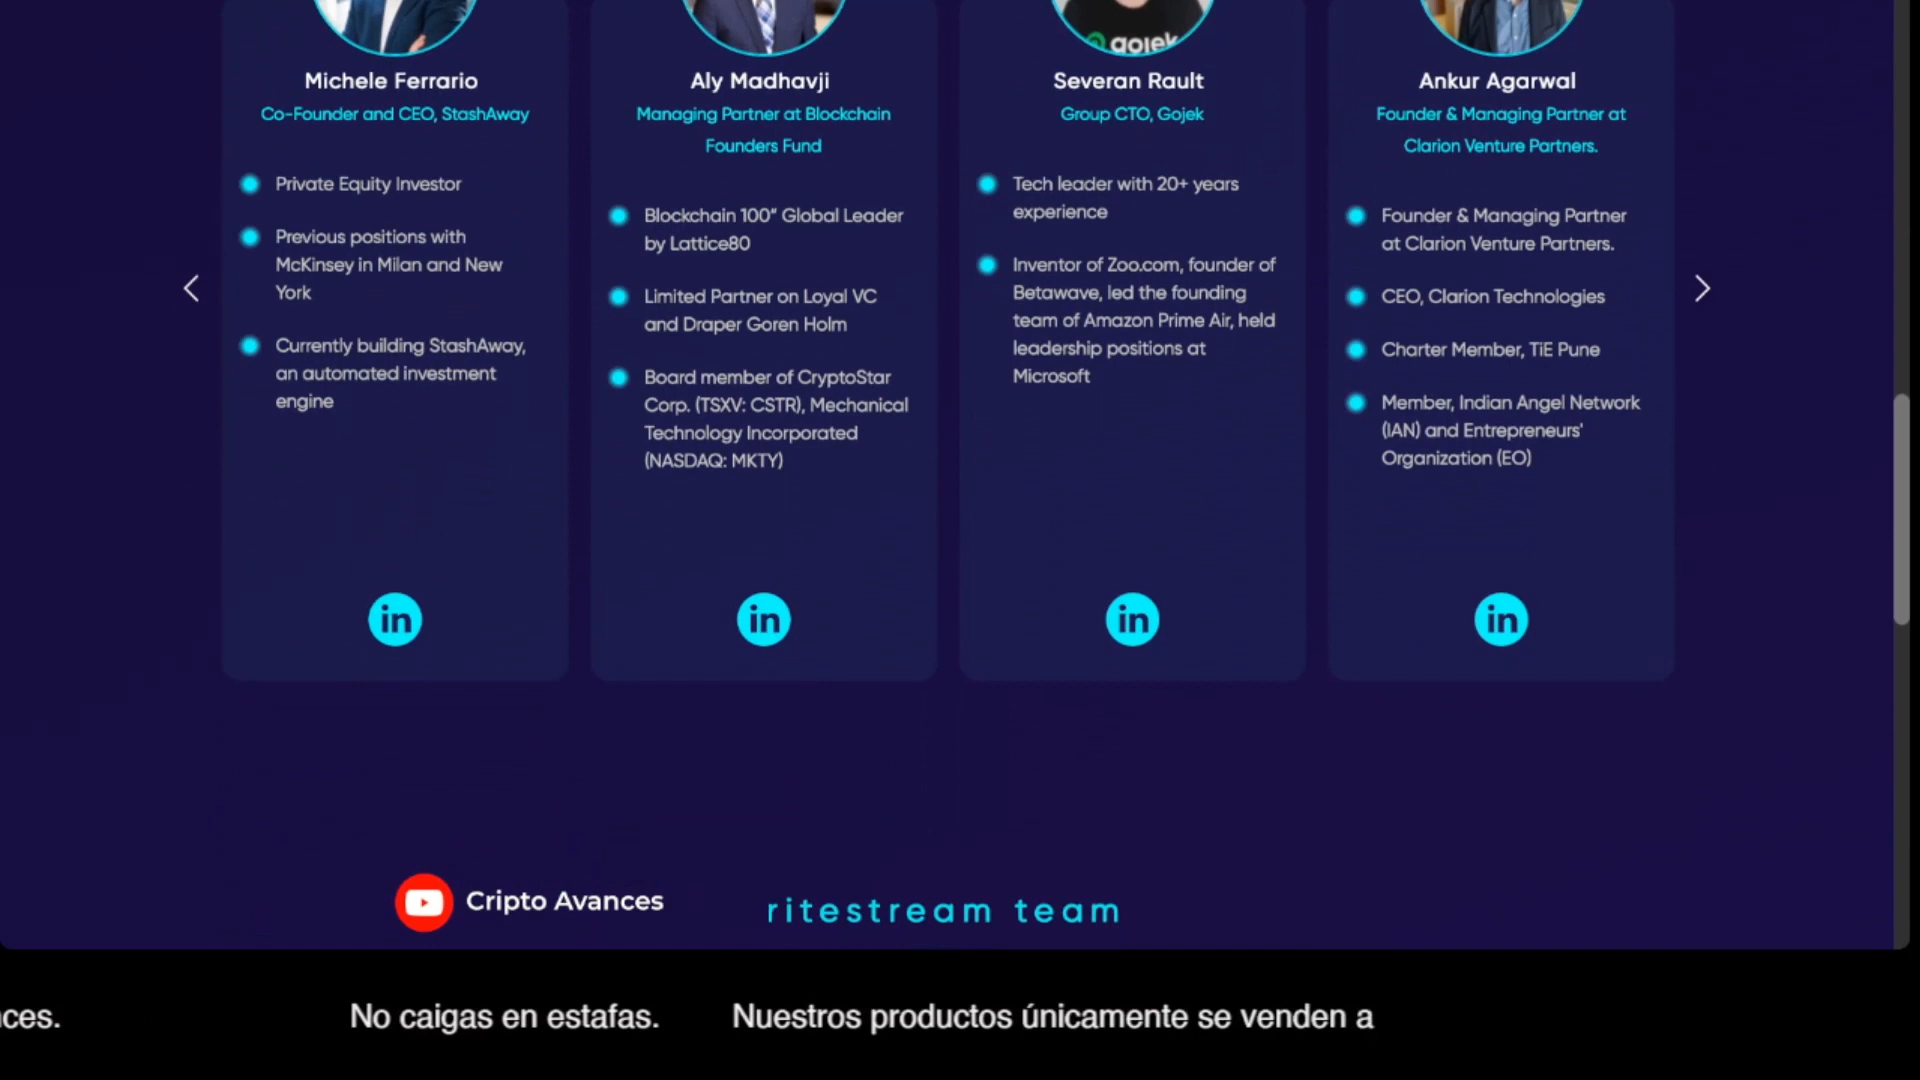 gojek
Michele Ferrario
Co-Founder and CEO, StashAway
Private Equity Investor
Previous positions with
McKinsey in Milan and New
York
Currently building StashAway,
an automated investment
engine
in
Aly Madhavji
Managing Partner at Blockchain
Founders Fund
Blockchain 100” Global Leader
by Lattice80
Limited Partner on Loyal VC
and Draper Goren Holm
Board member of CryptoStar
Corp. (TSXV: CSTR), Mechanical
Technology Incorporated
(NASDAQ: MKTY)
in
Severan Rault
Group CTO, Gojek
Tech leader with 20+ years
experience
Inventor of Zoo.com, founder of
Betawave, led the founding
team of Amazon Prime Air, held
leadership positions at
Microsoft
in
Ankur Agarwal
Founder & Managing Partner at
Clarion Venture Partners.
Founder & Managing Partner
at Clarion Venture Partners.
CEO, Clarion Technologies
Charter Member, TiE Pune
Member, Indian Angel Network
(IAN) and Entrepreneurs'
Organization (EO)
in
Cripto Avances
ritestream team
ces. No caigas en estafas. Nuestros productos únicamente se venden a